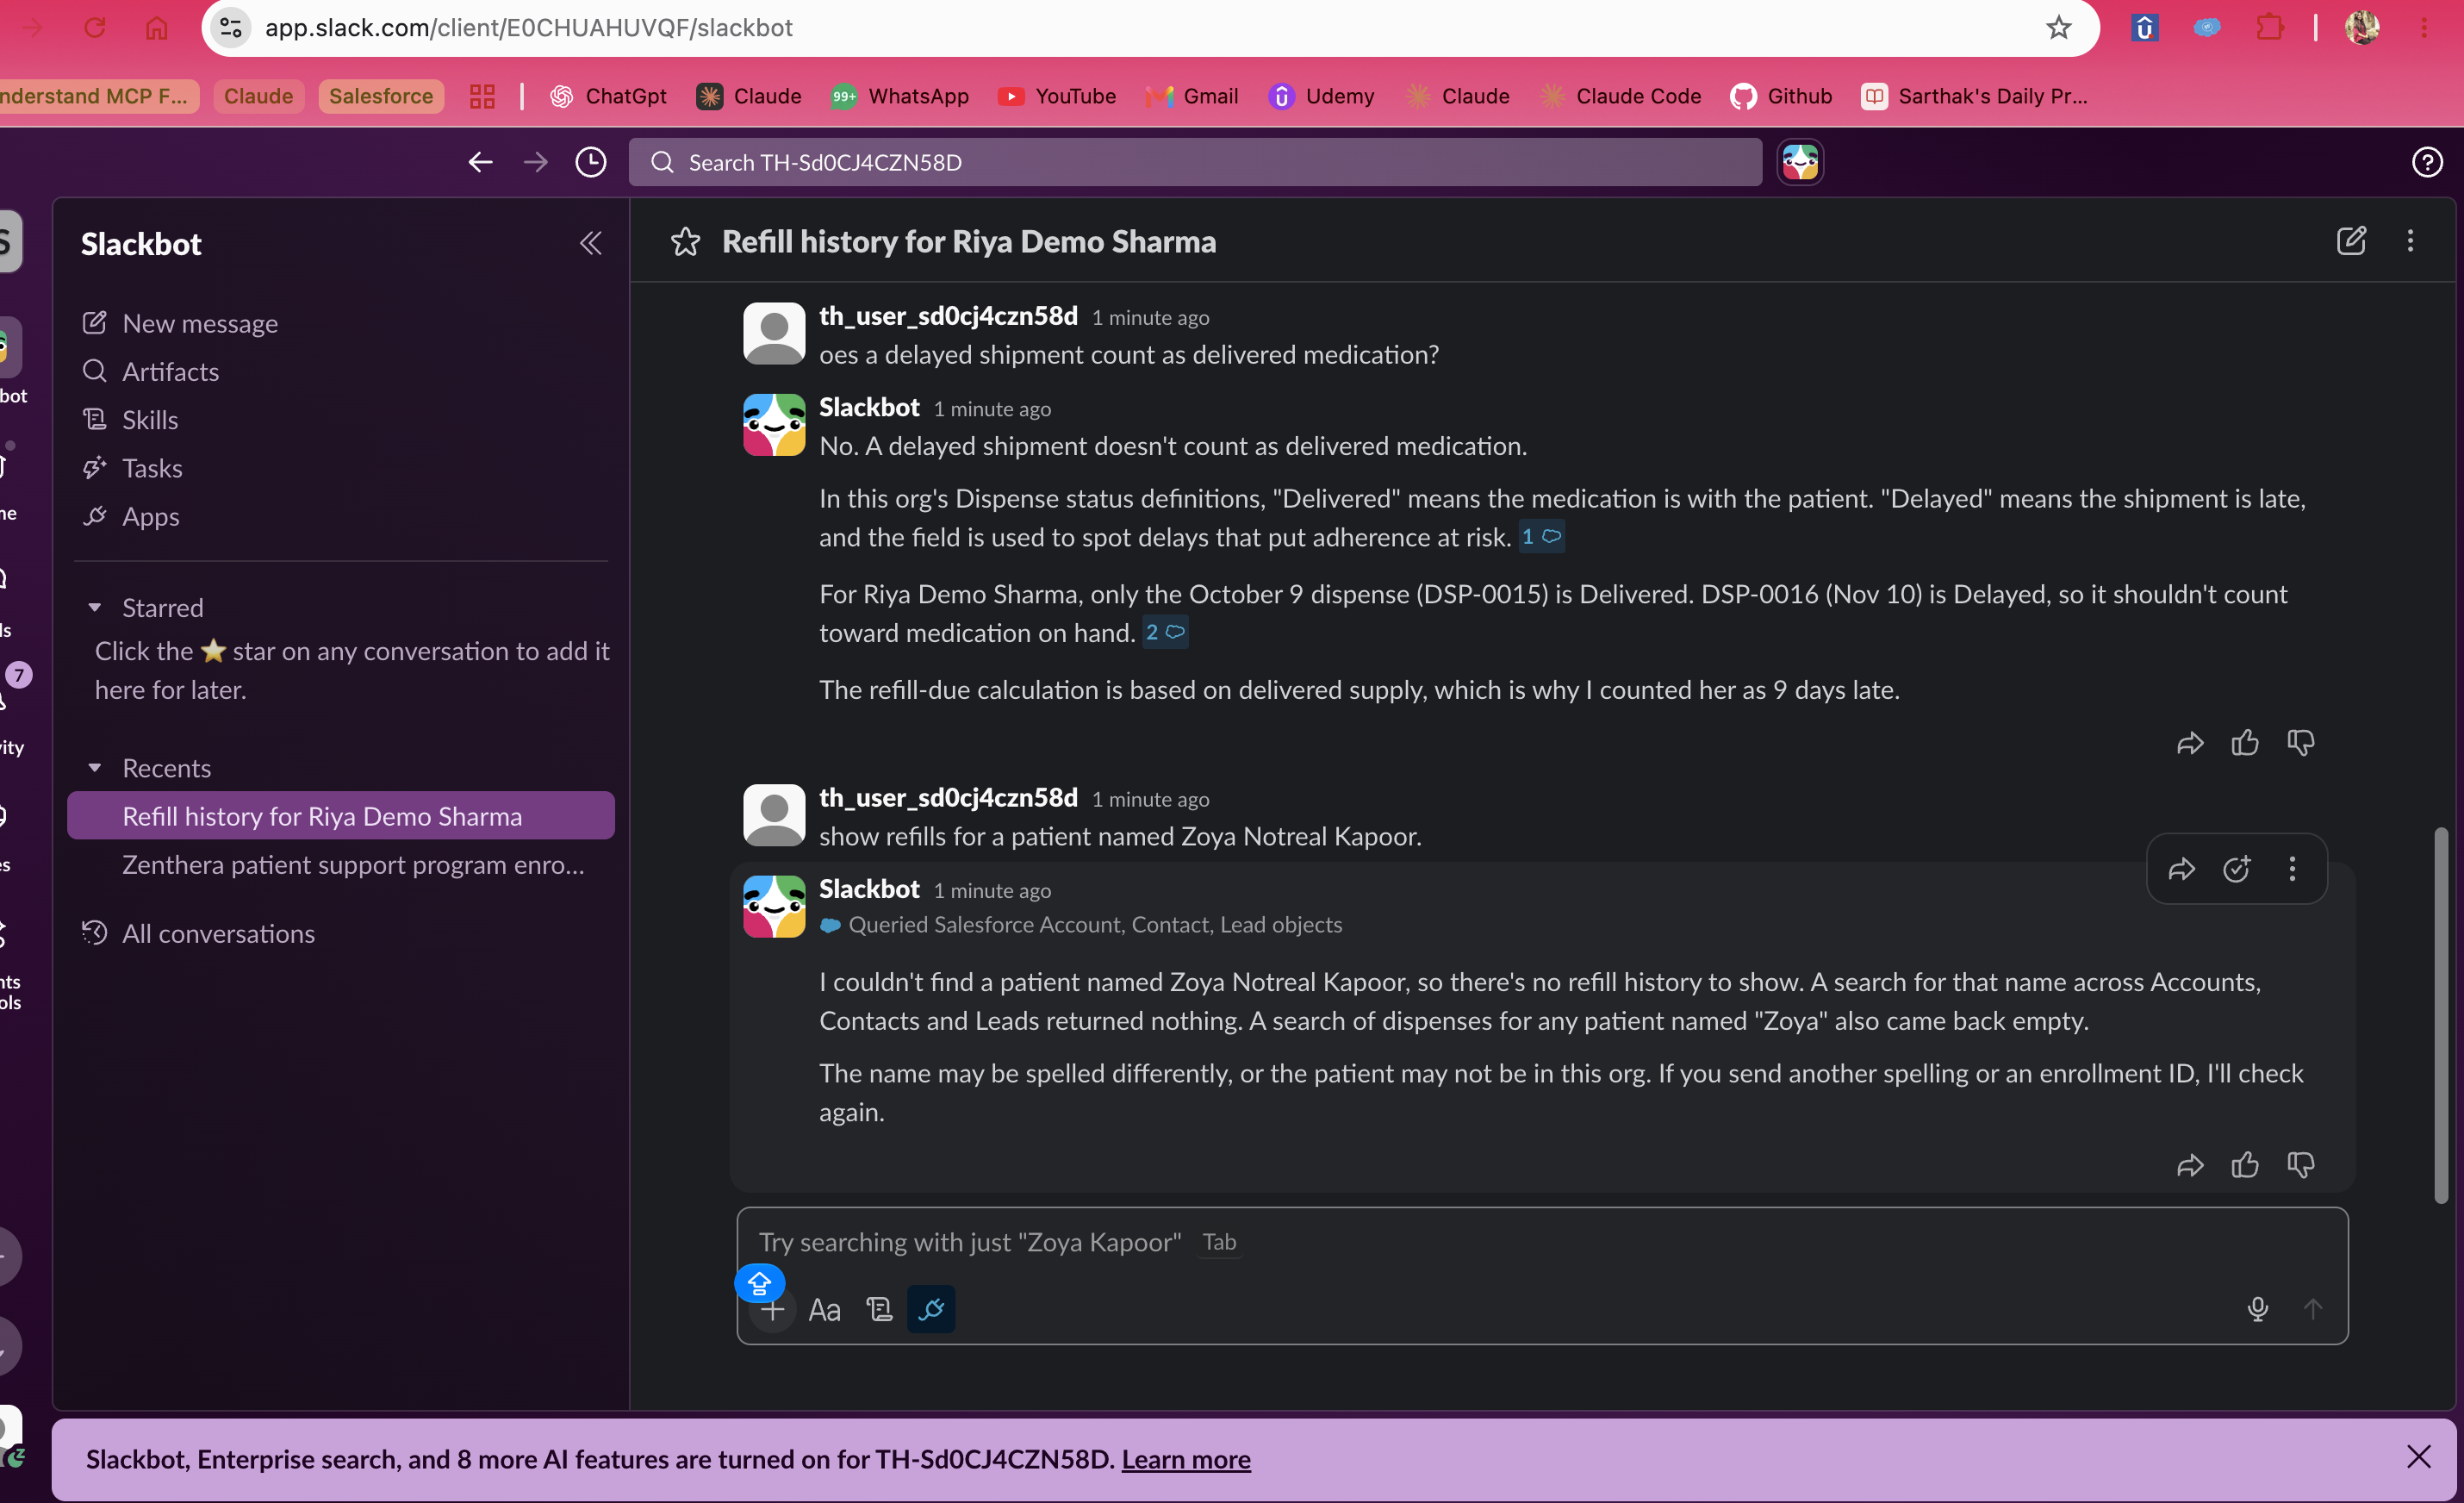 app.slack.com/client/E0CHUAHUVQF/slackbot
nderstand MCP F...
Claude
Salesforce
ChatGpt
Claude
99+
WhatsApp
YouTube
Gmail
Udemy
Claude
Claude Code
Github
Sarthak's Daily Pr...
Search TH-Sd0CJ4CZN58D
S
bot
me
ls
7
vity
es
nts
ols
Slackbot
New message
Artifacts
Skills
Tasks
Apps
Starred
Click the ⭐ star on any conversation to add it
here for later.
Recents
Refill history for Riya Demo Sharma
Zenthera patient support program enro...
All conversations
Refill history for Riya Demo Sharma
th_user_sd0cj4czn58d 1 minute ago
oes a delayed shipment count as delivered medication?
Slackbot 1 minute ago
No. A delayed shipment doesn't count as delivered medication.
In this org's Dispense status definitions, "Delivered" means the medication is with the patient. "Delayed" means the shipment is late,
and the field is used to spot delays that put adherence at risk. 1
For Riya Demo Sharma, only the October 9 dispense (DSP-0015) is Delivered. DSP-0016 (Nov 10) is Delayed, so it shouldn't count
toward medication on hand. 2
The refill-due calculation is based on delivered supply, which is why I counted her as 9 days late.
th_user_sd0cj4czn58d 1 minute ago
show refills for a patient named Zoya Notreal Kapoor.
Slackbot 1 minute ago
Queried Salesforce Account, Contact, Lead objects
I couldn't find a patient named Zoya Notreal Kapoor, so there's no refill history to show. A search for that name across Accounts,
Contacts and Leads returned nothing. A search of dispenses for any patient named "Zoya" also came back empty.
The name may be spelled differently, or the patient may not be in this org. If you send another spelling or an enrollment ID, I'll check
again.
Try searching with just "Zoya Kapoor" Tab
Aa
Slackbot, Enterprise search, and 8 more AI features are turned on for TH-Sd0CJ4CZN58D. Learn more